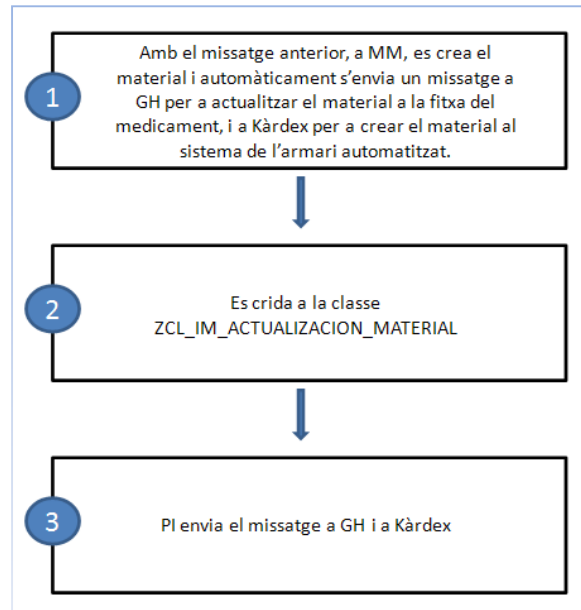 1
Amb el missatge anterior, a MM, es crea el
material i automàticament s’envia un missatge a
GH per a actualitzar el material a la fitxa del
medicament, i a Kàrdex per a crear el material al
sistema de l’armari automatitzat.
2
Es crida a la classe
ZCL_IM_ACTUALIZACION_MATERIAL
3
PI envia el missatge a GH i a Kàrdex